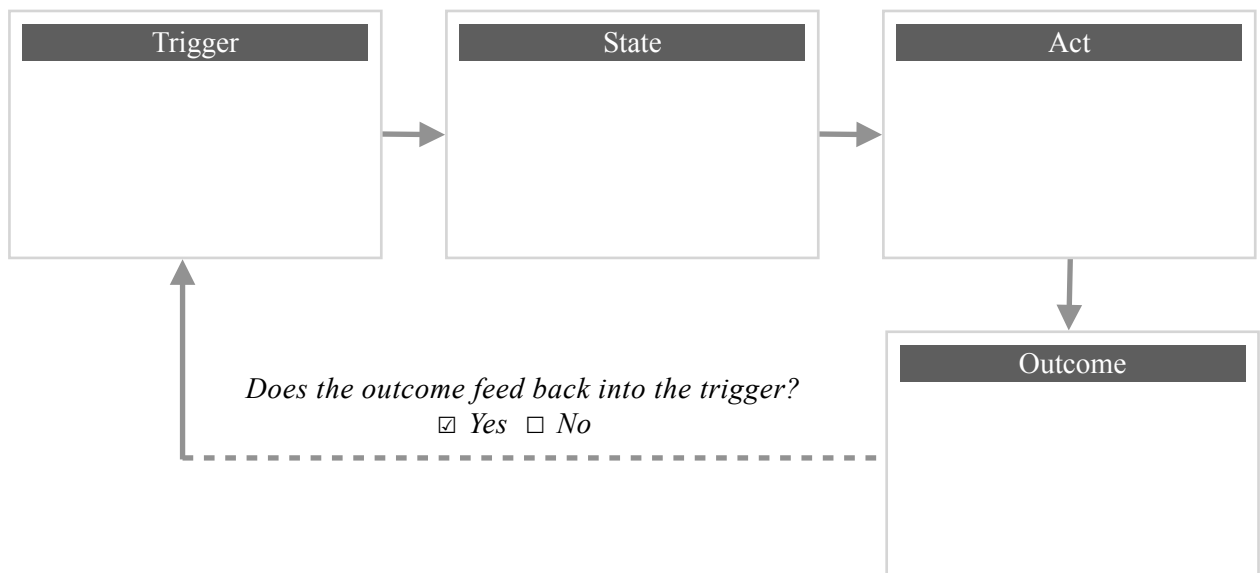 Trigger
State
Act
Outcome
Does the outcome feed back into the trigger?
☑ Yes ☐ No